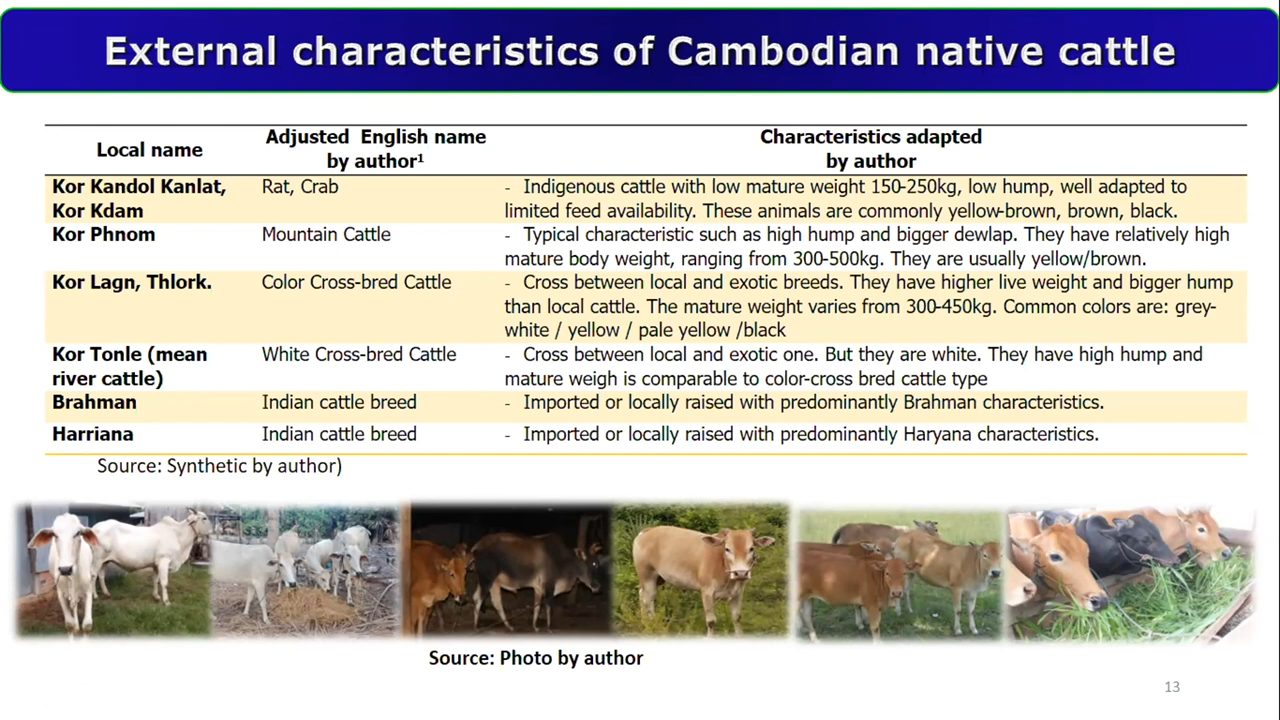 External characteristics of Cambodian native cattle
Local name
Adjusted English name
by author¹
Characteristics adapted
by author
Kor Kandol Kanlat,
Kor Kdam
Rat, Crab
- Indigenous cattle with low mature weight 150-250kg, low hump, well adapted to
limited feed availability. These animals are commonly yellow-brown, brown, black.
Kor Phnom
Mountain Cattle
- Typical characteristic such as high hump and bigger dewlap. They have relatively high
mature body weight, ranging from 300-500kg. They are usually yellow/brown.
Kor Lagn, Thlork.
Color Cross-bred Cattle
- Cross between local and exotic breeds. They have higher live weight and bigger hump
than local cattle. The mature weight varies from 300-450kg. Common colors are: grey-
white / yellow / pale yellow /black
Kor Tonle (mean
river cattle)
White Cross-bred Cattle
- Cross between local and exotic one. But they are white. They have high hump and
mature weigh is comparable to color-cross bred cattle type
Brahman
Indian cattle breed
- Imported or locally raised with predominantly Brahman characteristics.
Harriana
Indian cattle breed
- Imported or locally raised with predominantly Haryana characteristics.
Source: Synthetic by author)
Source: Photo by author
13